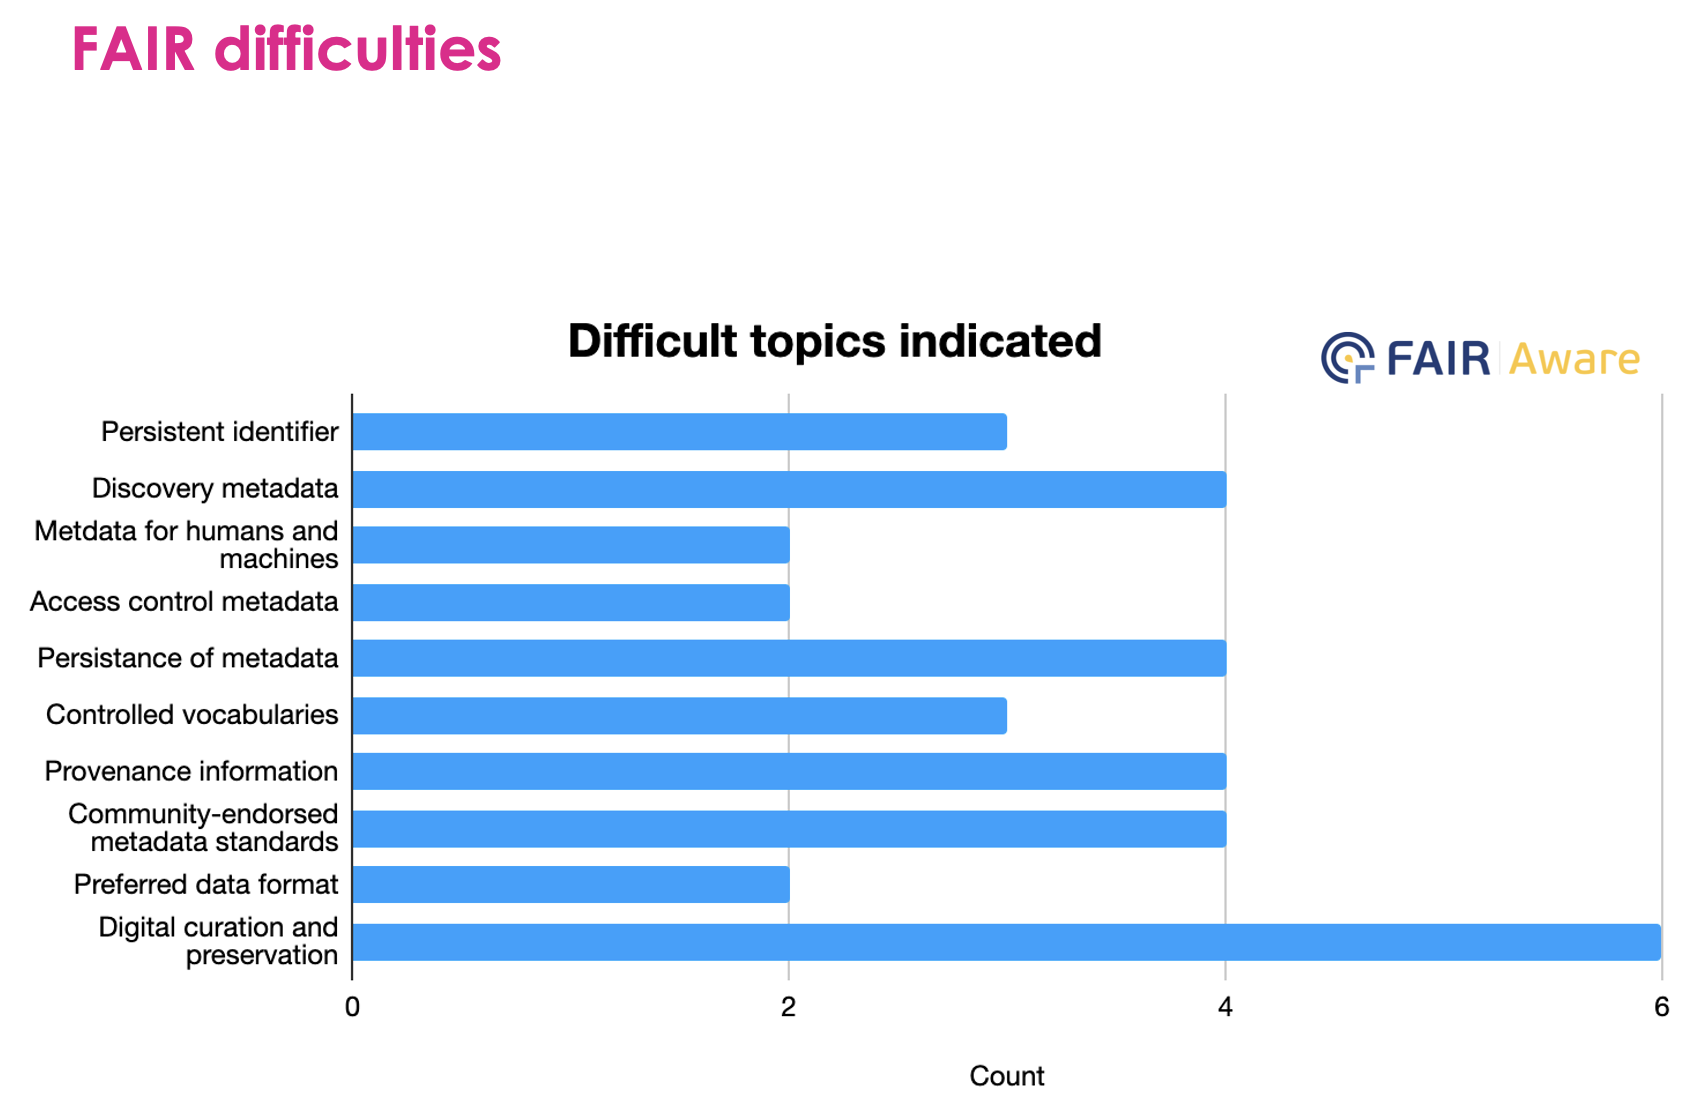 FAIR difficulties
Difficult topics indicated
FAIR Aware
Persistent identifier
Discovery metadata
Metdata for humans and
machines
Access control metadata
Persistance of metadata
Controlled vocabularies
Provenance information
Community-endorsed
metadata standards
Preferred data format
Digital curation and
preservation
0 2 4 6
Count